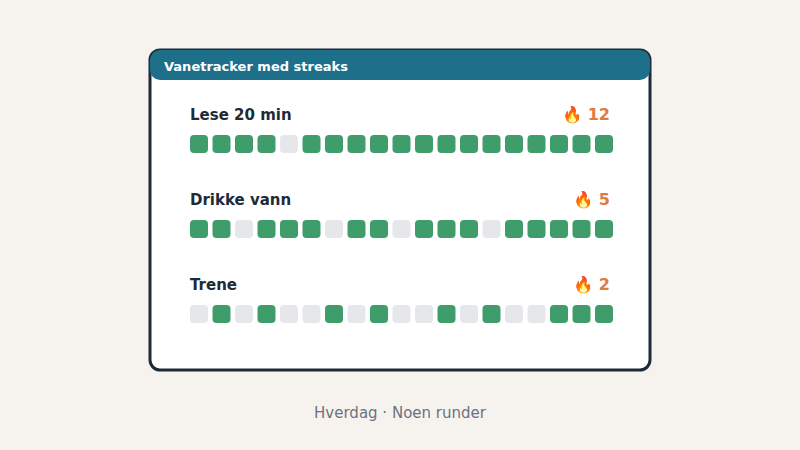 Vanetracker med streaks
Lese 20 min 🔥 12
Drikke vann 🔥 5
Trene 🔥 2
Hverdag · Noen runder